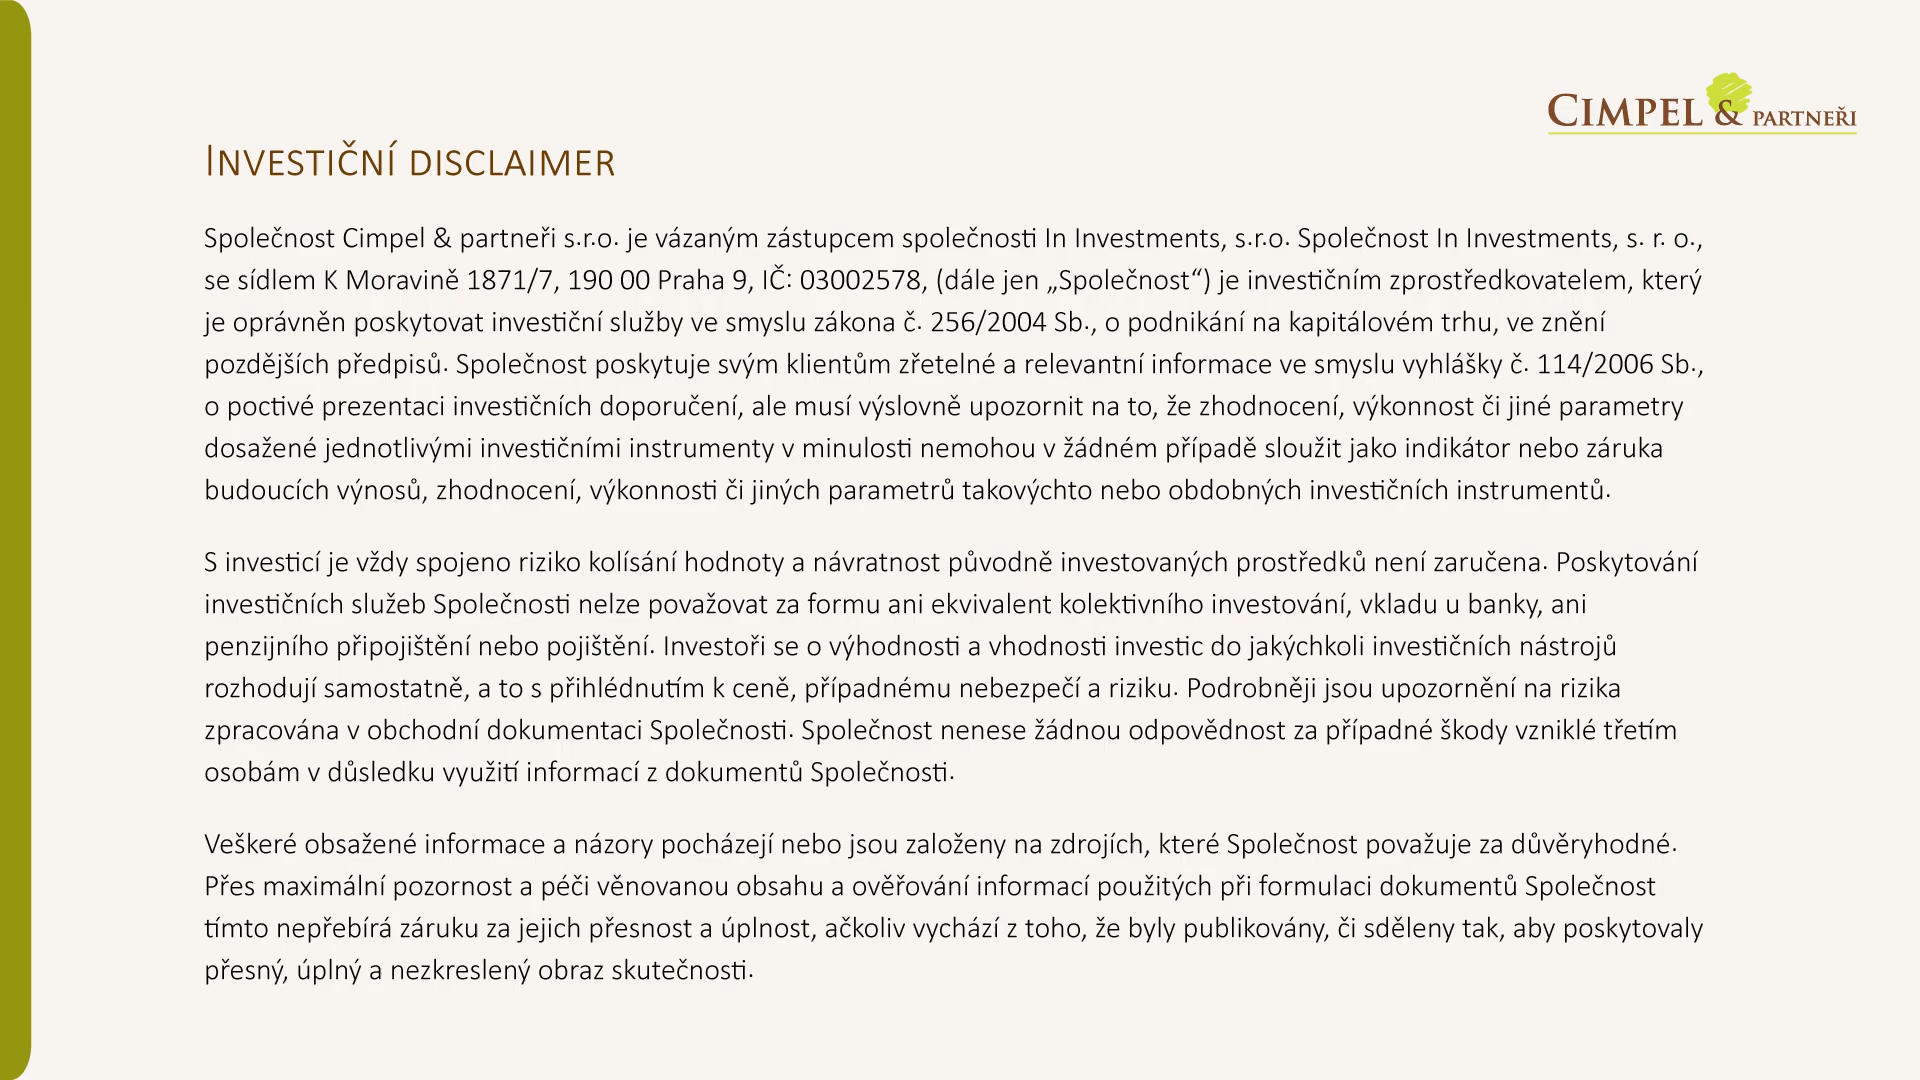 CIMPEL & PARTNEŘI
INVESTIČNÍ DISCLAIMER
Společnost Cimpel & partneři s.r.o. je vázaným zástupcem společnosti In Investments, s.r.o. Společnost In Investments, s. r. o.,
se sídlem K Moravině 1871/7, 190 00 Praha 9, IČ: 03002578, (dále jen „Společnost“) je investičním zprostředkovatelem, který
je oprávněn poskytovat investiční služby ve smyslu zákona č. 256/2004 Sb., o podnikání na kapitálovém trhu, ve znění
pozdějších předpisů. Společnost poskytuje svým klientům zřetelné a relevantní informace ve smyslu vyhlášky č. 114/2006 Sb.,
o poctivé prezentaci investičních doporučení, ale musí výslovně upozornit na to, že zhodnocení, výkonnost či jiné parametry
dosažené jednotlivými investičními instrumenty v minulosti nemohou v žádném případě sloužit jako indikátor nebo záruka
budoucích výnosů, zhodnocení, výkonnosti či jiných parametrů takovýchto nebo obdobných investičních instrumentů.
S investicí je vždy spojeno riziko kolísání hodnoty a návratnost původně investovaných prostředků není zaručena. Poskytování
investičních služeb Společnosti nelze považovat za formu ani ekvivalent kolektivního investování, vkladu u banky, ani
penzijního připojištění nebo pojištění. Investoři se o výhodnosti a vhodnosti investic do jakýchkoli investičních nástrojů
rozhodují samostatně, a to s přihlédnutím k ceně, případnému nebezpečí a riziku. Podrobněji jsou upozornění na rizika
zpracována v obchodní dokumentaci Společnosti. Společnost nenese žádnou odpovědnost za případné škody vzniklé třetím
osobám v důsledku využití informací z dokumentů Společnosti.
Veškeré obsažené informace a názory pocházejí nebo jsou založeny na zdrojích, které Společnost považuje za důvěryhodné.
Přes maximální pozornost a péči věnovanou obsahu a ověřování informací použitých při formulaci dokumentů Společnost
tímto nepřebírá záruku za jejich přesnost a úplnost, ačkoliv vychází z toho, že byly publikovány, či sděleny tak, aby poskytovaly
přesný, úplný a nezkreslený obraz skutečnosti.